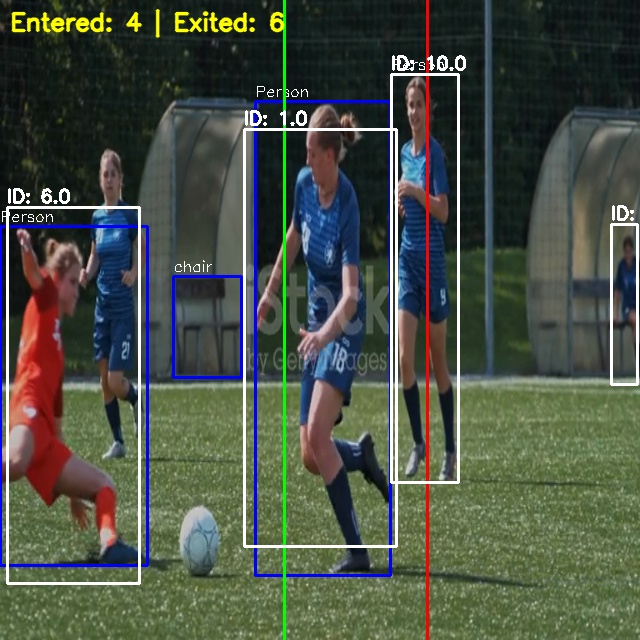 Entered: 4 | Exited: 6
ID: 10.0
Person
ID: 1.0
ID: 6.0
Person
ID:
chair
iStock
by Getty Images
21
18
9